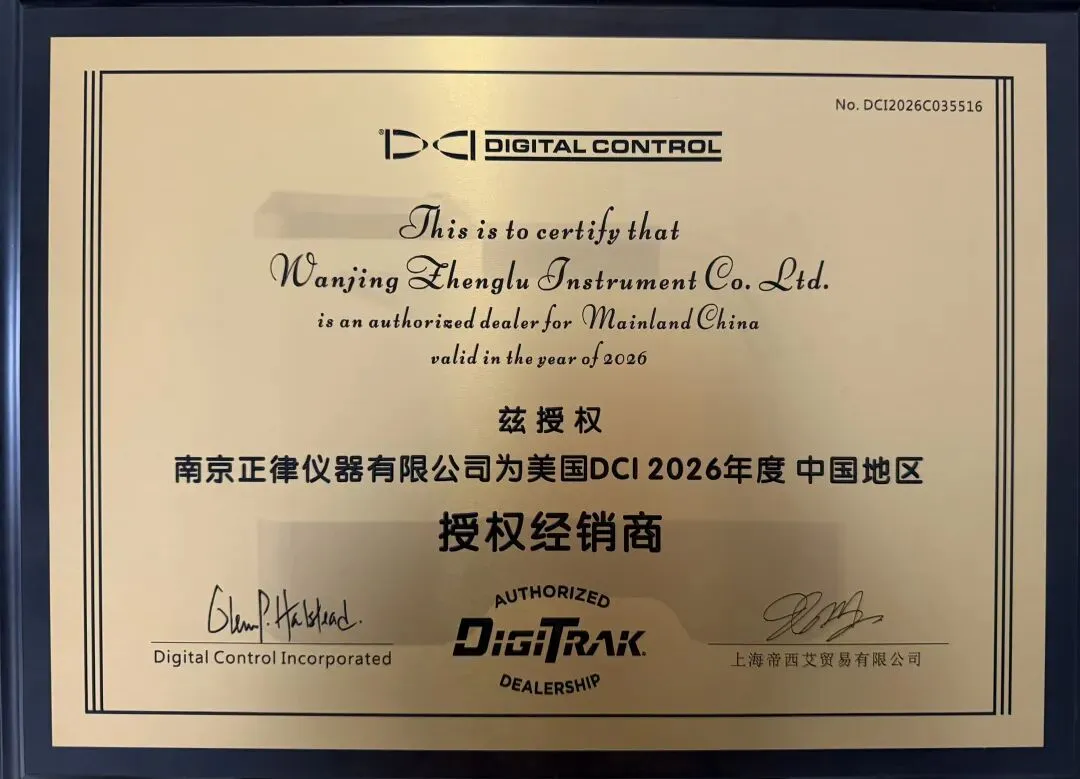 No. DCI2026C035516
DCI DIGITAL CONTROL
This is to certify that
Wanjing Zhenglu Instrument Co. Ltd.
is an authorized dealer for Mainland China
valid in the year of 2026
兹授权
南京正律仪器有限公司为美国DCI 2026年度 中国地区
授权经销商
Glenn P. Halstead.
Digital Control Incorporated
AUTHORIZED
DIGITRAK
DEALERSHIP
上海帝西艾贸易有限公司